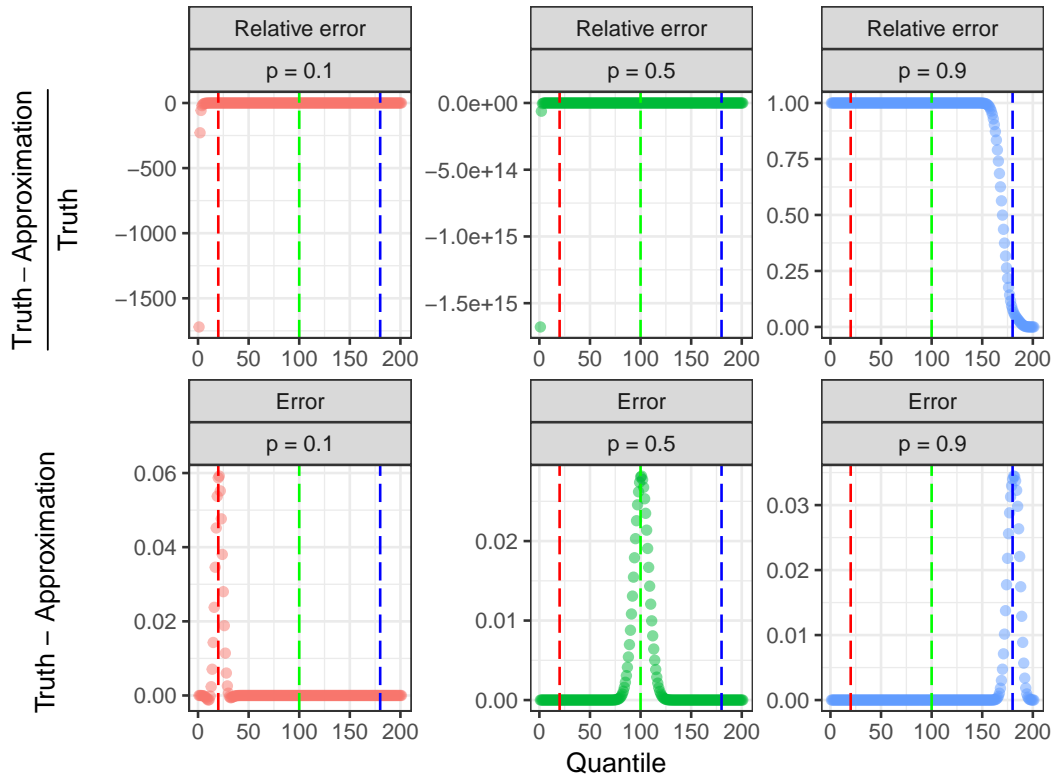 Relative error
Relative error
Relative error
p = 0.1
p = 0.5
p = 0.9
Truth − Approximation
Truth
0
−500
−1000
−1500
0 50 100 150 200
0.0e+00
−5.0e+14
−1.0e+15
−1.5e+15
0 50 100 150 200
1.00
0.75
0.50
0.25
0.00
0 50 100 150 200
Error
Error
Error
p = 0.1
p = 0.5
p = 0.9
Truth − Approximation
0.06
0.04
0.02
0.00
0 50 100 150 200
0.02
0.01
0.00
0 50 100 150 200
0.03
0.02
0.01
0.00
0 50 100 150 200
Quantile